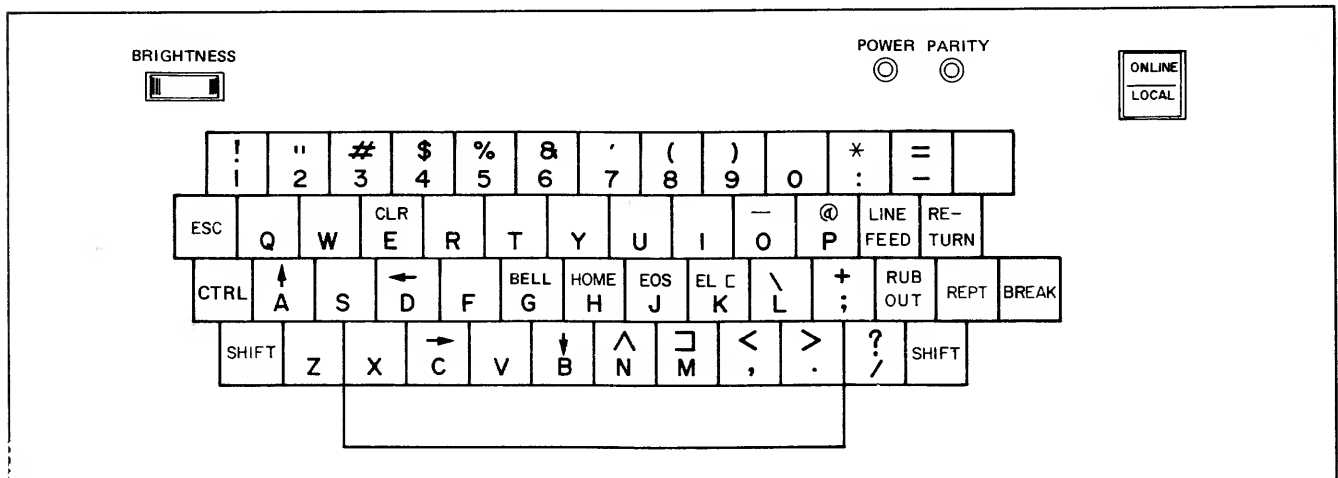 BRIGHTNESS
POWER PARITY
ONLINE
LOCAL
! " # $ % & ' ( ) * =
1 2 3 4 5 6 7 8 9 0 : -
CLR — @ LINE RE-
ESC Q W E R T Y U I O P FEED TURN
↑ ← BELL HOME EOS EL [ \ + RUB
CTRL A S D F G H J K L ; OUT REPT BREAK
→ ↓ ∧ ] < > ?
SHIFT Z X C V B N M , . / SHIFT